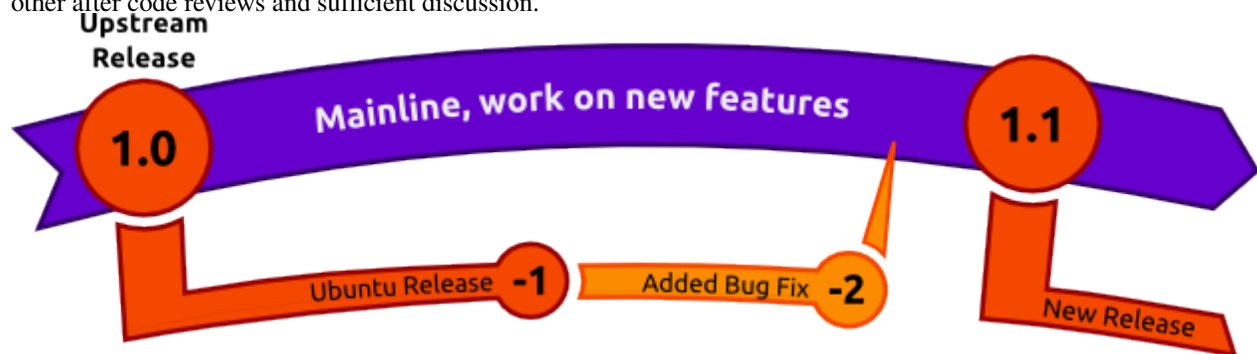 other after code reviews and sufficient discussion.
Upstream
Release
Mainline, work on new features
1.0
1.1
Ubuntu Release
-1
Added Bug Fix
-2
New Release